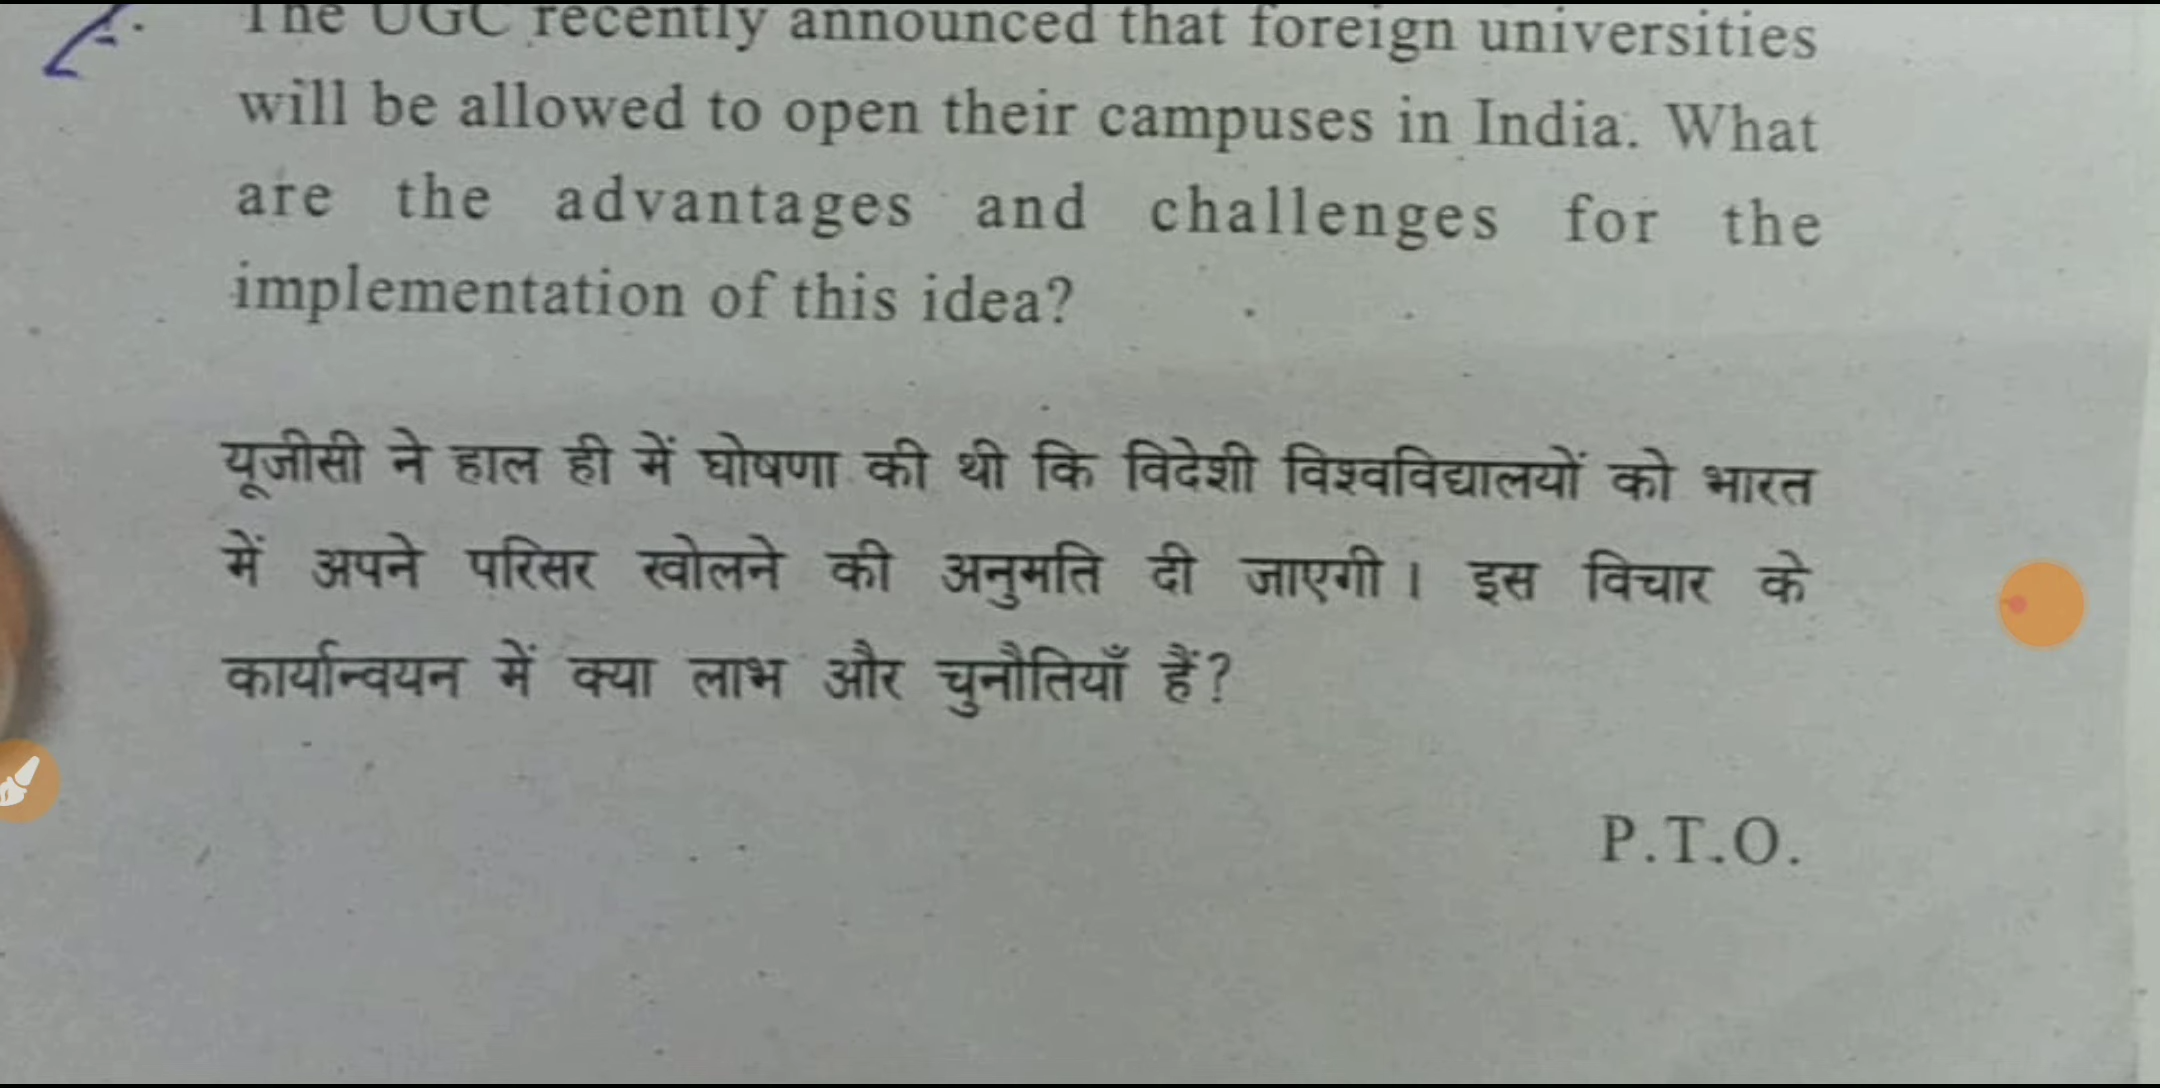 The UGC recently announced that foreign universities
will be allowed to open their campuses in India. What
are the advantages and challenges for the
implementation of this idea?
यूजीसी ने हाल ही में घोषणा की थी कि विदेशी विश्वविद्यालयों को भारत
में अपने परिसर खोलने की अनुमति दी जाएगी। इस विचार के
कार्यान्वयन में क्या लाभ और चुनौतियाँ हैं?
P.T.O.